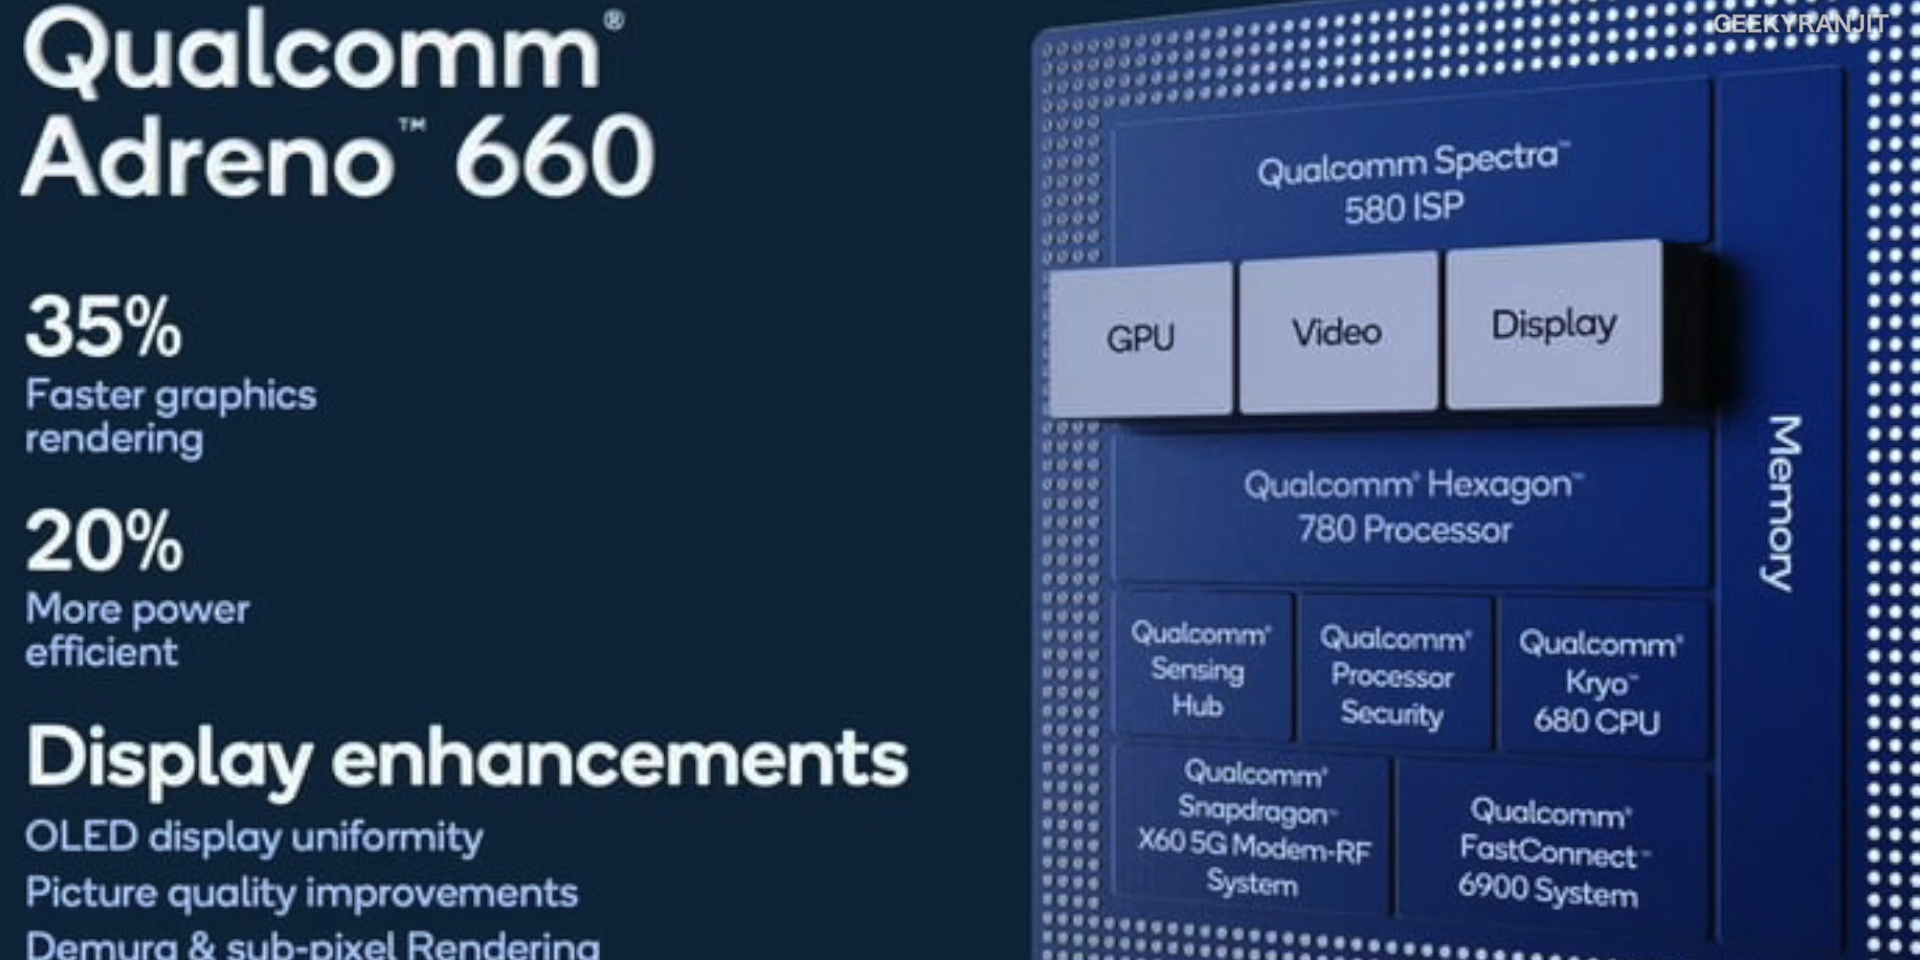 Qualcomm®
Adreno™ 660
35%
Faster graphics
rendering
20%
More power
efficient
Display enhancements
OLED display uniformity
Picture quality improvements
Demura & sub-pixel Rendering
GEEKYRANJIT
Qualcomm Spectra™
580 ISP
GPU
Video
Display
Qualcomm® Hexagon™
780 Processor
Memory
Qualcomm®
Sensing
Hub
Qualcomm®
Processor
Security
Qualcomm®
Kryo™
680 CPU
Qualcomm®
Snapdragon™
X60 5G Modem-RF
System
Qualcomm®
FastConnect™
6900 System